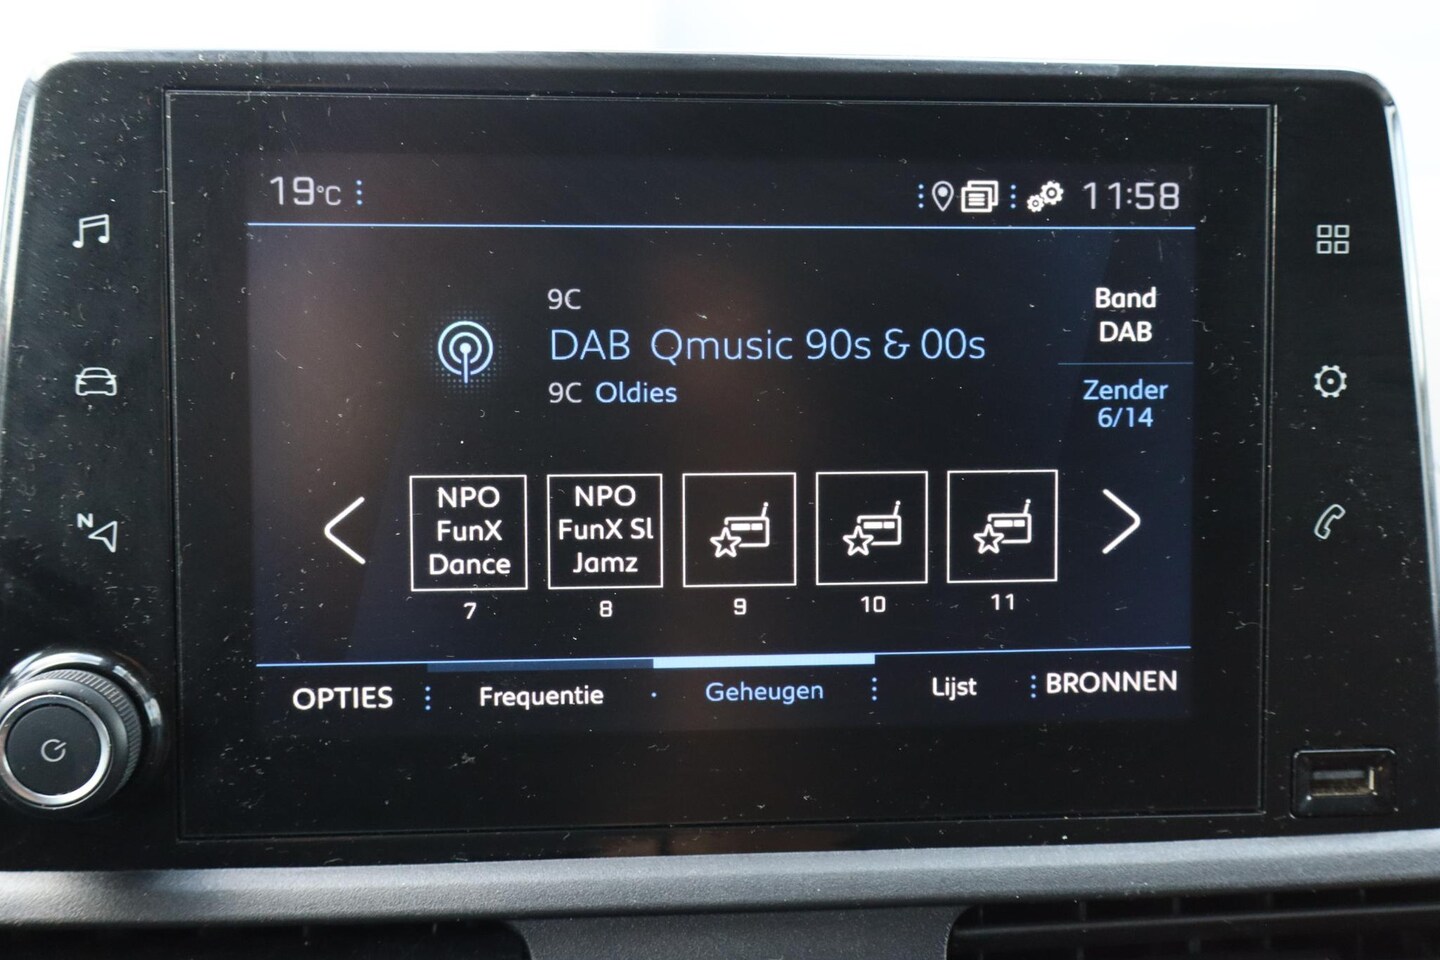 19°C
11:58
9C
DAB Qmusic 90s & 00s
9C Oldies
Band
DAB
Zender
6/14
N
NPO
FunX
Dance
NPO
FunX Sl
Jamz
7
8
9
10
11
OPTIES
Frequentie
Geheugen
Lijst
BRONNEN